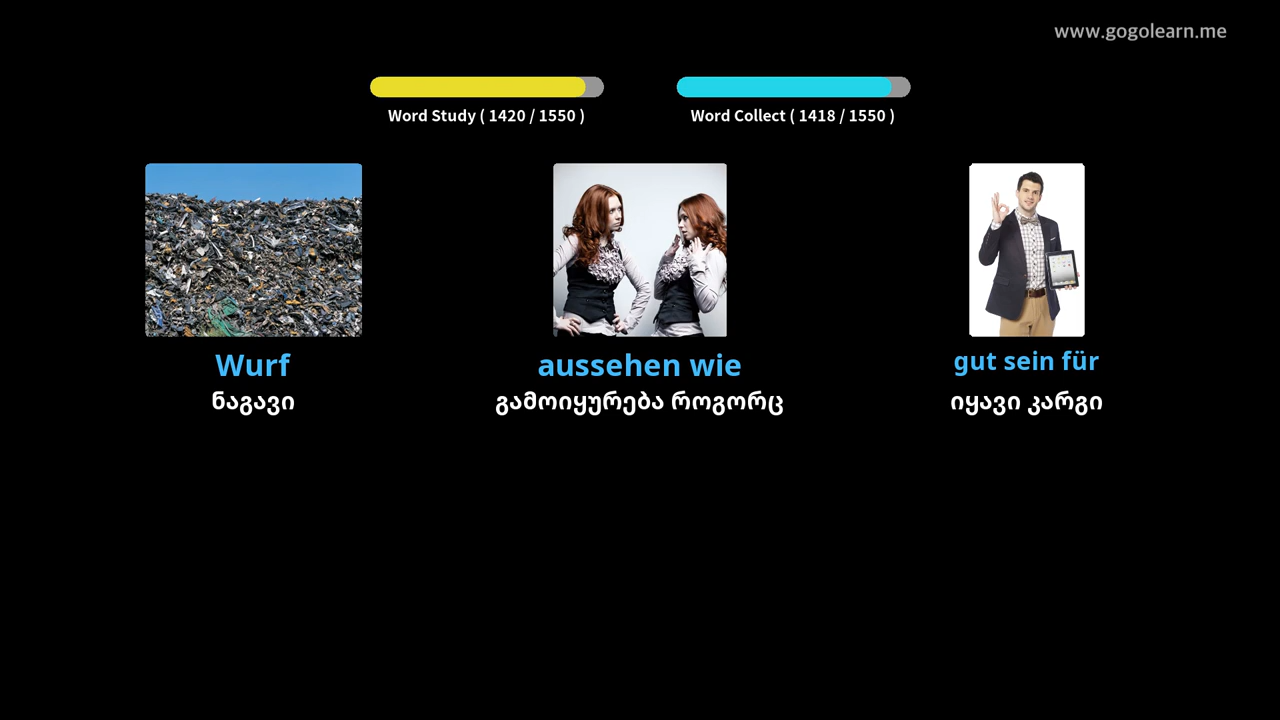 www.gogolearn.me
Word Study ( 1420 / 1550 )
Word Collect ( 1418 / 1550 )
Wurf
aussehen wie
gut sein für
ნაგავი
გამოიყურება როგორც
იყავი კარგი